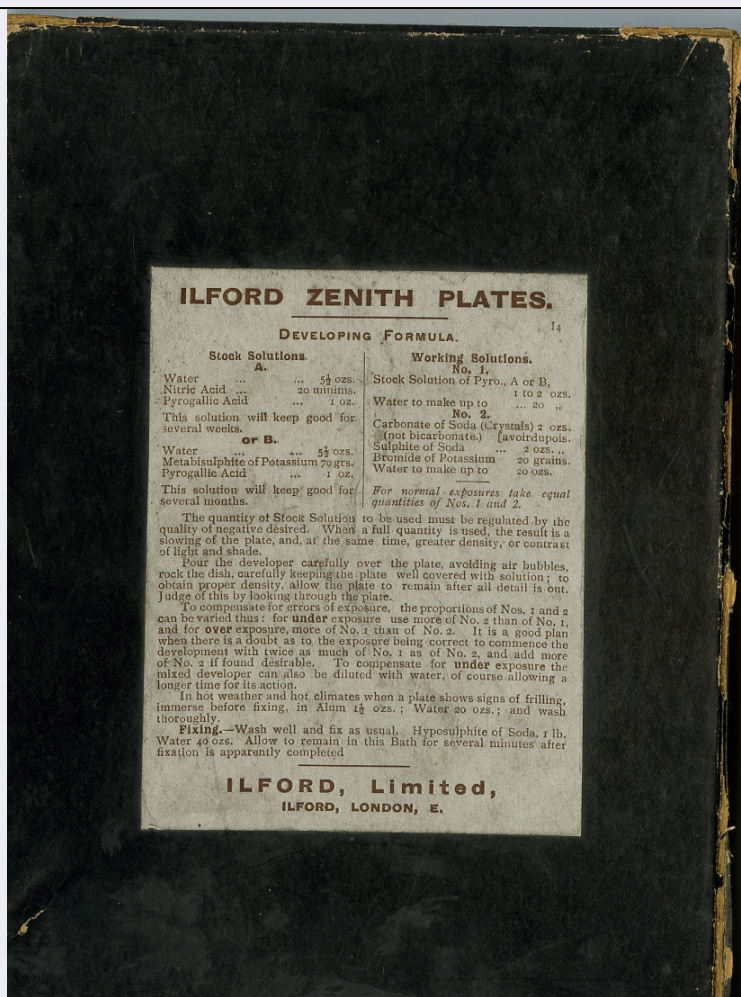 ILFORD ZENITH PLATES.
14
DEVELOPING FORMULA.
Stock Solutions.
A.
Water ... ... 5½ ozs.
Nitric Acid ... 20 minims.
Pyrogallic Acid ... 1 oz.
This solution will keep good for
several weeks.
or B.
Water ... ... 5½ ozs.
Metabisulphite of Potassium 70 grs.
Pyrogallic Acid ... 1 oz.
This solution will keep good for
several months.
Working Solutions.
No. 1.
Stock Solution of Pyro., A or B,
1 to 2 ozs.
Water to make up to ... 20 „
No. 2.
Carbonate of Soda (Crystals) 2 ozs.
(not bicarbonate.) [avoirdupois.
Sulphite of Soda ... 2 ozs. „
Bromide of Potassium 20 grains.
Water to make up to 20 ozs.
For normal exposures take equal
quantities of Nos. 1 and 2.
The quantity of Stock Solution to be used must be regulated by the
quality of negative desired. When a full quantity is used, the result is a
slowing of the plate, and, at the same time, greater density, or contrast
of light and shade.
Pour the developer carefully over the plate, avoiding air bubbles,
rock the dish, carefully keeping the plate well covered with solution; to
obtain proper density, allow the plate to remain after all detail is out.
Judge of this by looking through the plate.
To compensate for errors of exposure, the proportions of Nos. 1 and 2
can be varied thus: for under exposure use more of No. 2 than of No. 1,
and for over exposure, more of No. 1 than of No. 2. It is a good plan
when there is a doubt as to the exposure being correct to commence the
development with twice as much of No. 1 as of No. 2, and add more
of No. 2 if found desirable. To compensate for under exposure the
mixed developer can also be diluted with water, of course allowing a
longer time for its action.
In hot weather and hot climates when a plate shows signs of frilling,
immerse before fixing, in Alum 1½ ozs.; Water 20 ozs.; and wash
thoroughly.
Fixing.—Wash well and fix as usual. Hyposulphite of Soda, 1 lb.
Water 40 ozs. Allow to remain in this Bath for several minutes after
fixation is apparently completed
ILFORD, Limited,
ILFORD, LONDON, E.